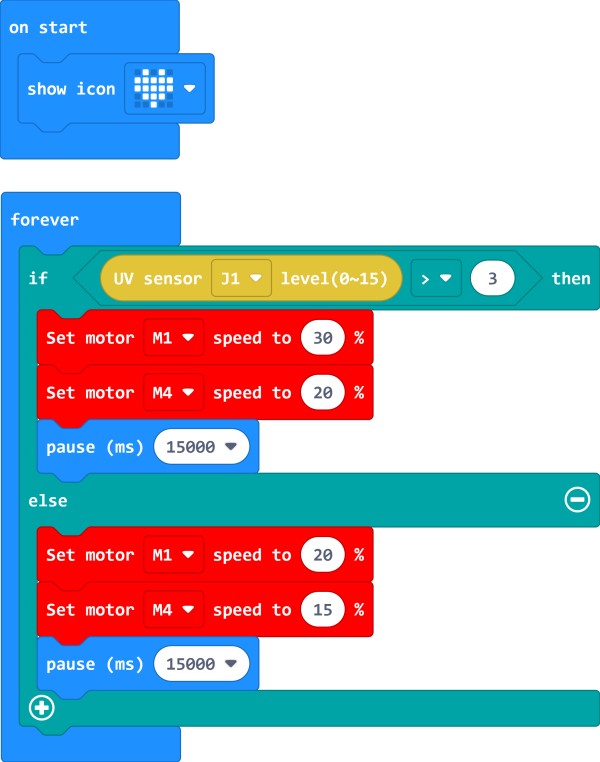 on start
show icon
forever
if UV sensor J1 level(0~15) > 3 then
Set motor M1 speed to 30 %
Set motor M4 speed to 20 %
pause (ms) 15000
else
Set motor M1 speed to 20 %
Set motor M4 speed to 15 %
pause (ms) 15000